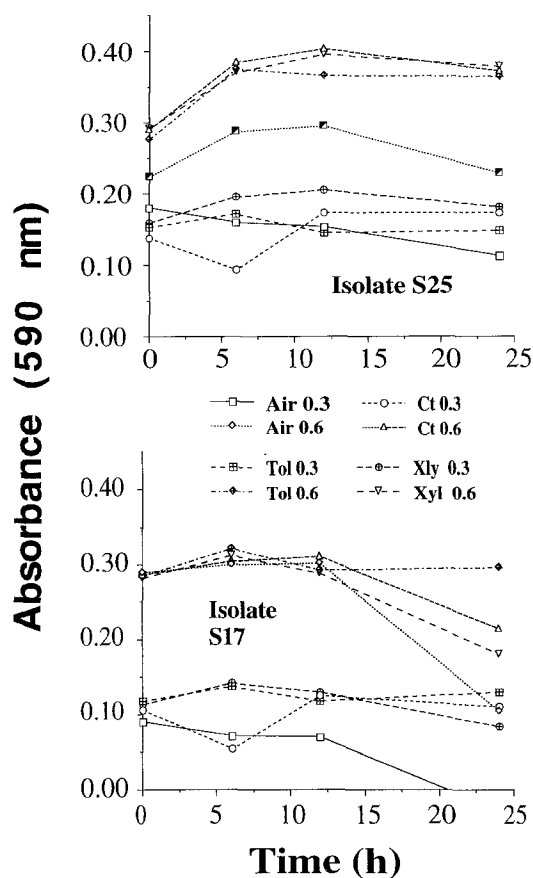 Absorbance (590 nm)
0.40
0.30
0.20
0.10
0.00
Isolate S25
0 5 10 15 20 25
Air 0.3 Ct 0.3
Air 0.6 Ct 0.6
Tol 0.3 Xly 0.3
Tol 0.6 Xyl 0.6
0.40
0.30
0.20
0.10
0.00
Isolate
S17
0 5 10 15 20 25
Time (h)